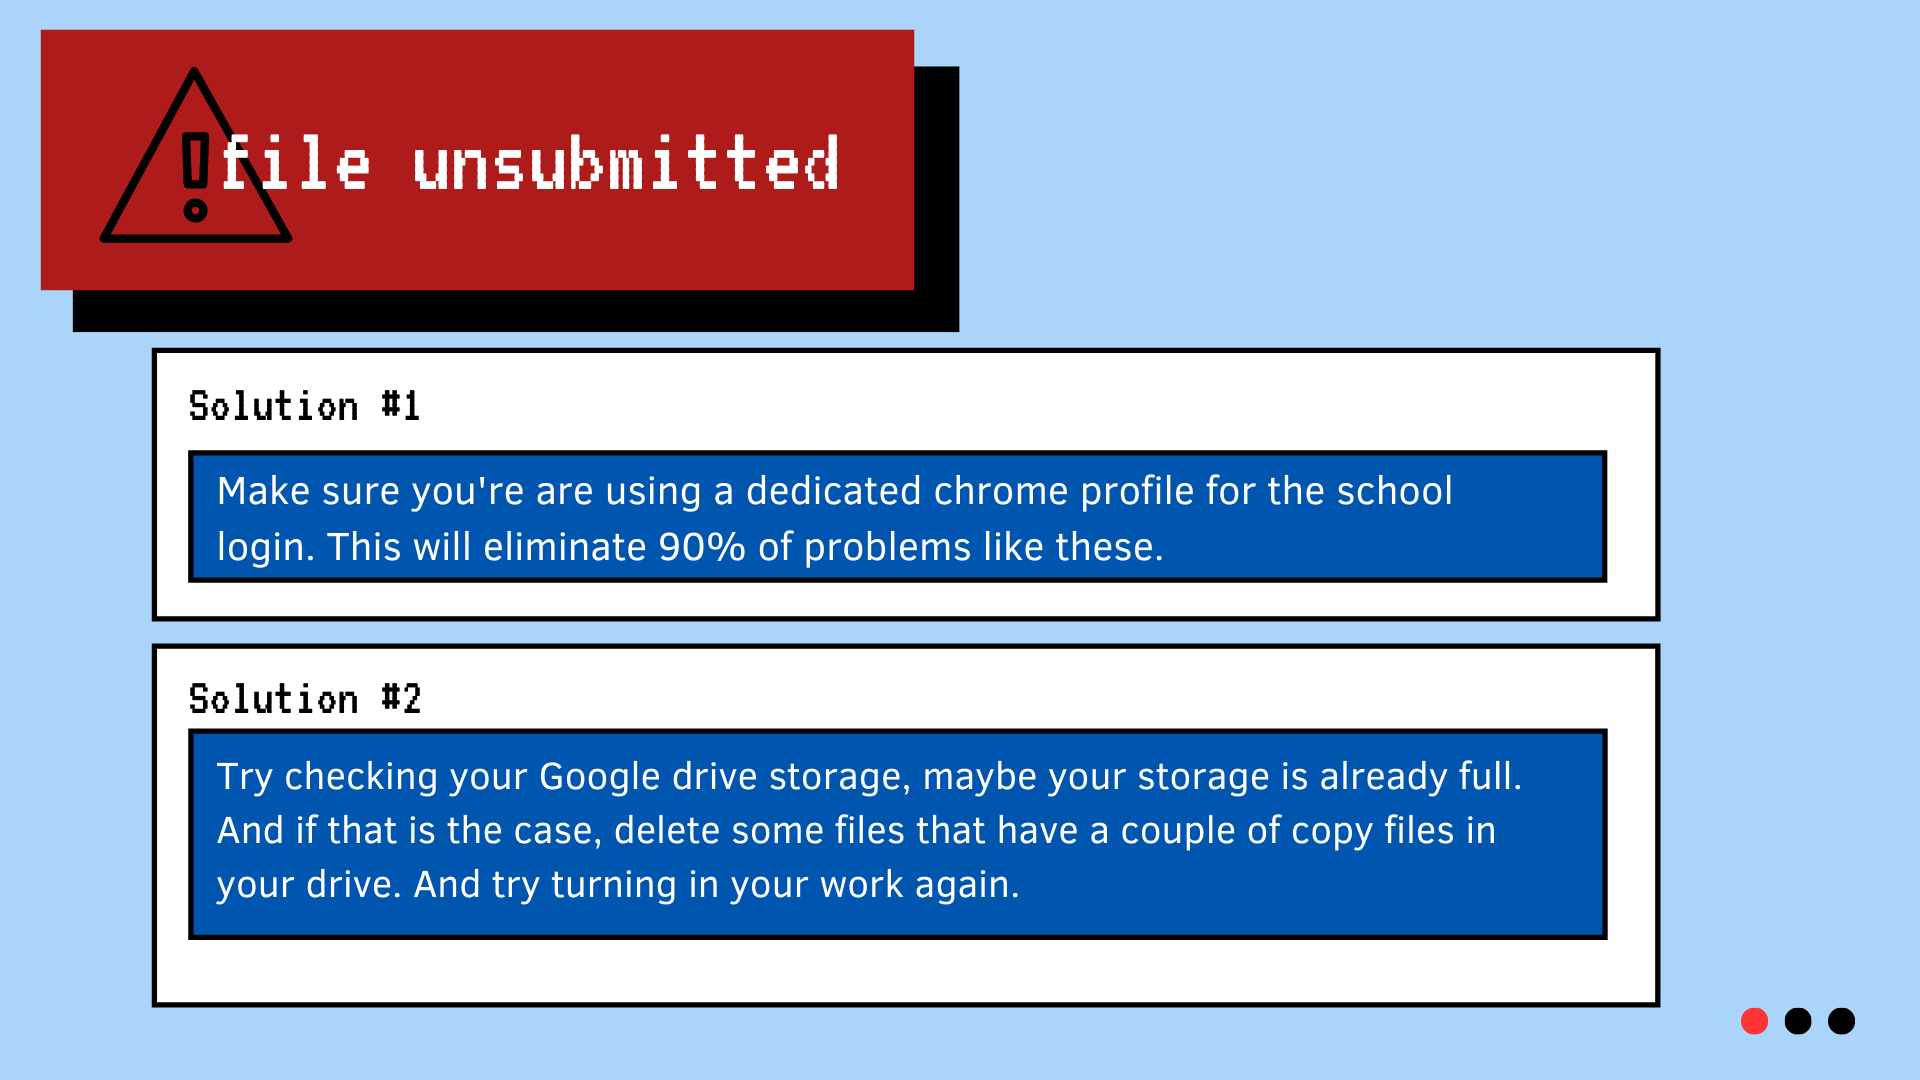 file unsubmitted
Solution #1
Make sure you're are using a dedicated chrome profile for the school
login. This will eliminate 90% of problems like these.
Solution #2
Try checking your Google drive storage, maybe your storage is already full.
And if that is the case, delete some files that have a couple of copy files in
your drive. And try turning in your work again.